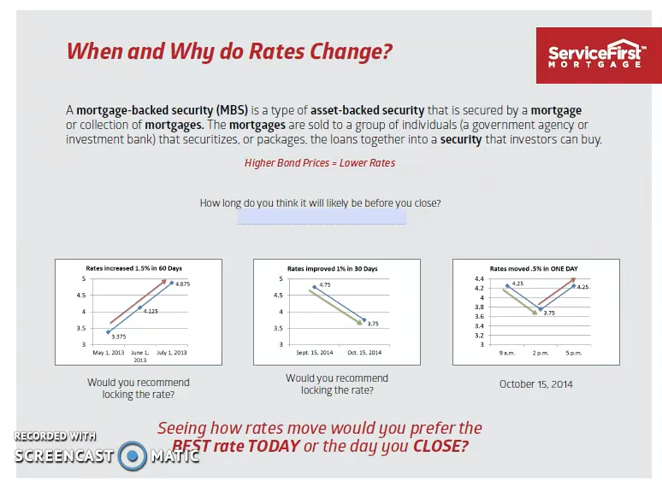 When and Why do Rates Change?
ServiceFirst™
MORTGAGE
A mortgage-backed security (MBS) is a type of asset-backed security that is secured by a mortgage
or collection of mortgages. The mortgages are sold to a group of individuals (a government agency or
investment bank) that securitizes, or packages, the loans together into a security that investors can buy.
Higher Bond Prices = Lower Rates
How long do you think it will likely be before you close?
Rates increased 1.5% in 60 Days
5
4.5
4
3.5
3
3.375
4.125
4.875
May 1, 2013
June 1, 2013
July 1, 2013
Would you recommend
locking the rate?
Rates improved 1% in 30 Days
5
4.5
4
3.5
3
4.75
3.75
Sept. 15, 2014
Oct. 15, 2014
Would you recommend
locking the rate?
Rates moved .5% in ONE DAY
4.4
4.2
4
3.8
3.6
3.4
3.2
3
4.25
3.75
4.25
9 a.m.
2 p.m.
5 p.m.
October 15, 2014
Seeing how rates move would you prefer the
BEST rate TODAY or the day you CLOSE?
RECORDED WITH
SCREENCAST MATIC